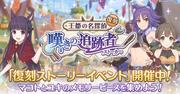 王都の名探偵
嘆きの追跡者
「復刻ストーリーイベント」開催中!
マコトとユキのメモリーピースを集めよう!